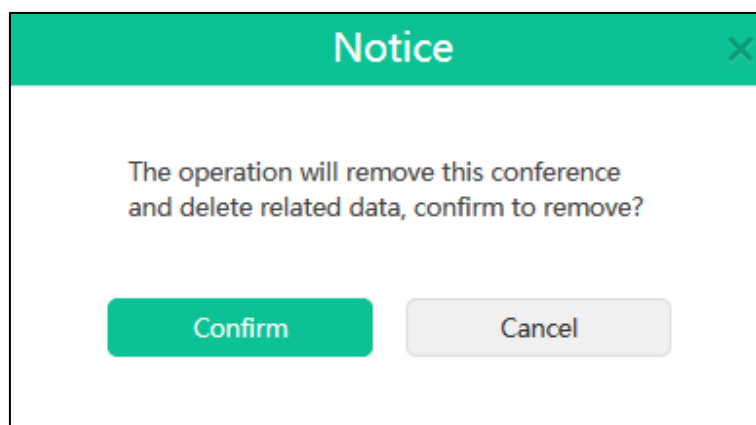 Notice
The operation will remove this conference
and delete related data, confirm to remove?
Confirm
Cancel